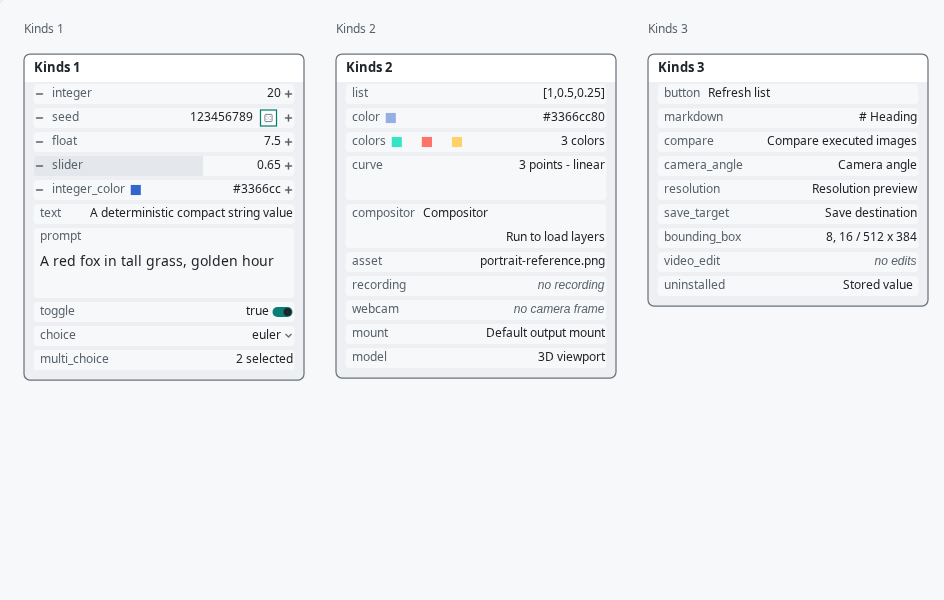 Kinds 1
Kinds 1
− integer 20 +
− seed 123456789 +
− float 7.5 +
− slider 0.65 +
− integer_color #3366cc +
text A deterministic compact string value
prompt
A red fox in tall grass, golden hour
toggle true
choice euler
multi_choice 2 selected
Kinds 2
Kinds 2
list [1,0.5,0.25]
color #3366cc80
colors 3 colors
curve 3 points - linear
compositor Compositor
Run to load layers
asset portrait-reference.png
recording no recording
webcam no camera frame
mount Default output mount
model 3D viewport
Kinds 3
Kinds 3
button Refresh list
markdown # Heading
compare Compare executed images
camera_angle Camera angle
resolution Resolution preview
save_target Save destination
bounding_box 8, 16 / 512 x 384
video_edit no edits
uninstalled Stored value